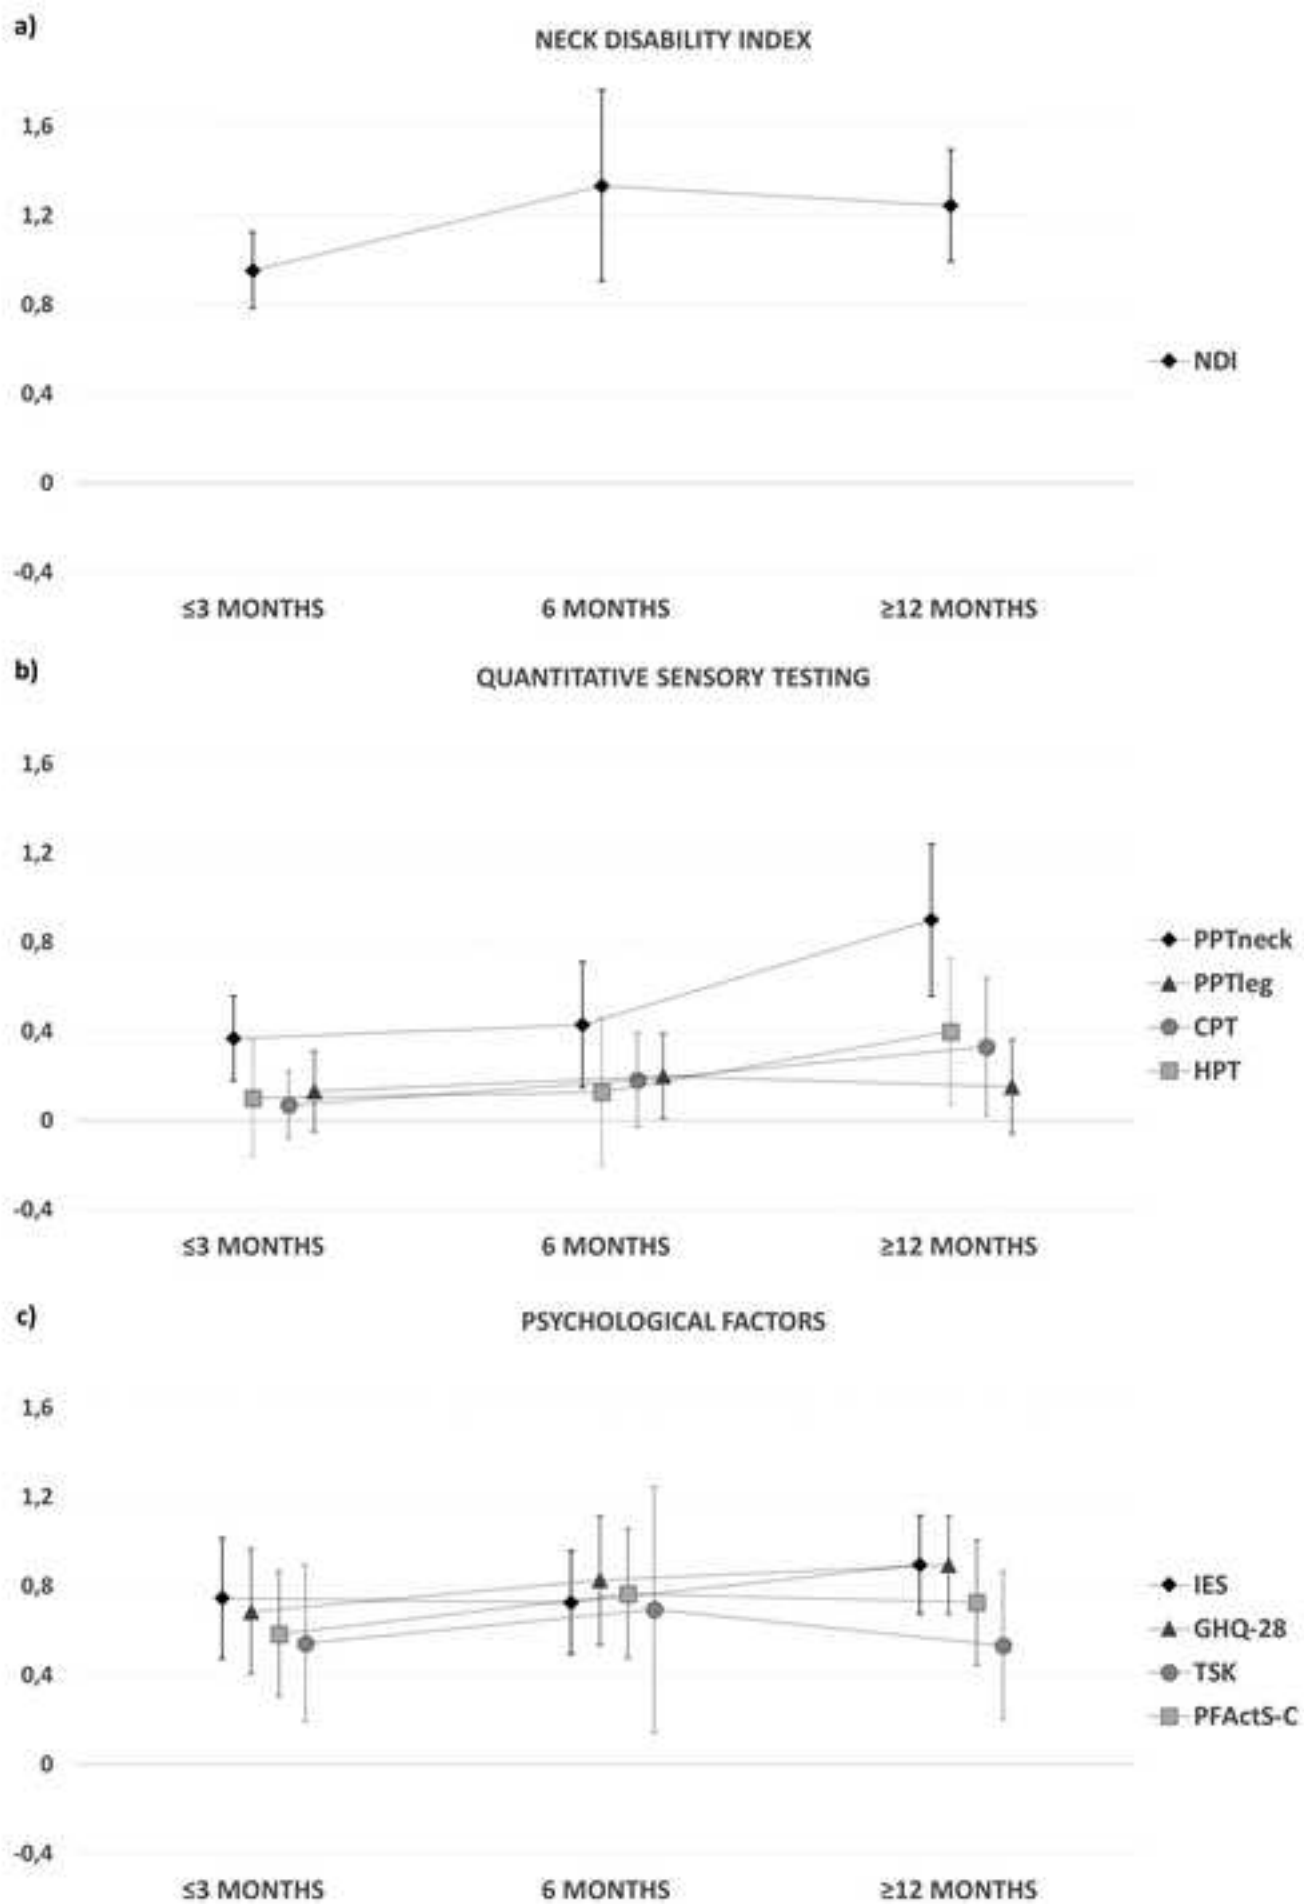 a)
NECK DISABILITY INDEX
1,6
1,2
0,8
0,4
0
-0,4
NDI
≤3 MONTHS 6 MONTHS ≥12 MONTHS
b)
QUANTITATIVE SENSORY TESTING
1,6
1,2
0,8
0,4
0
-0,4
PPTneck
PPTleg
CPT
HPT
≤3 MONTHS 6 MONTHS ≥12 MONTHS
c)
PSYCHOLOGICAL FACTORS
1,6
1,2
0,8
0,4
0
-0,4
IES
GHQ-28
TSK
PFActS-C
≤3 MONTHS 6 MONTHS ≥12 MONTHS